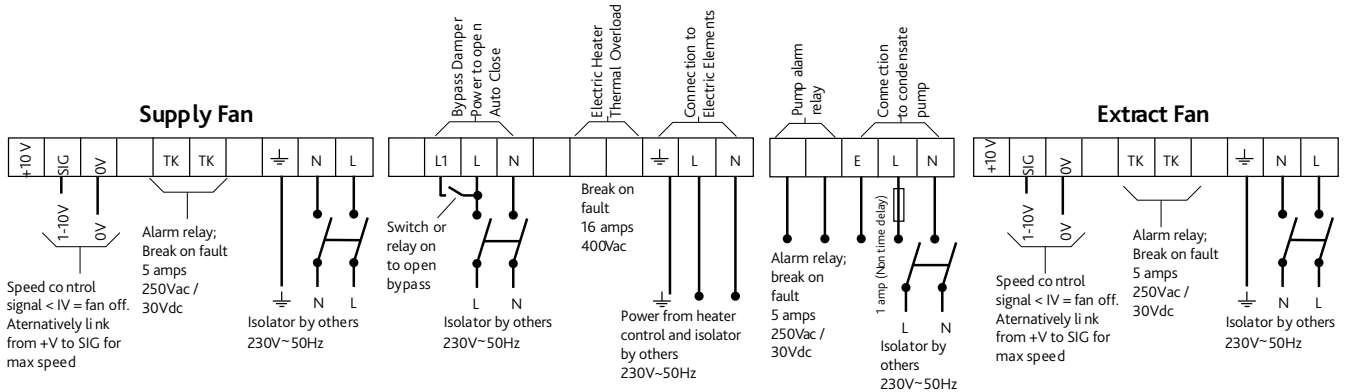 Supply Fan
+10 V
SIG
0V
TK
TK
N
L
1-10V
0V
Speed control
signal < IV = fan off.
Aternatively link
from +V to SIG for
max speed
Alarm relay;
Break on fault
5 amps
250Vac /
30Vdc
N
L
Isolator by others
230V~50Hz
Bypass Damper
Power to open
Auto Close
L1
L
N
Switch or
relay on
to open
bypass
L
N
Isolator by others
230V~50Hz
Electric Heater
Thermal Overload
Break on
fault
16 amps
400Vac
Connection to
Electric Elements
L
N
Power from heater
control and isolator
by others
230V~50Hz
Pump alarm
relay
Alarm relay;
break on
fault
5 amps
250Vac /
30Vdc
Connection
to condensate
pump
E
L
N
1 amp (Non time delay)
L
N
Isolator by
others
230V~50Hz
Extract Fan
+10 V
SIG
0V
TK
TK
N
L
1-10V
0V
Speed control
signal < IV = fan off.
Aternatively link
from +V to SIG for
max speed
Alarm relay;
Break on fault
5 amps
250Vac /
30Vdc
N
L
Isolator by others
230V~50Hz